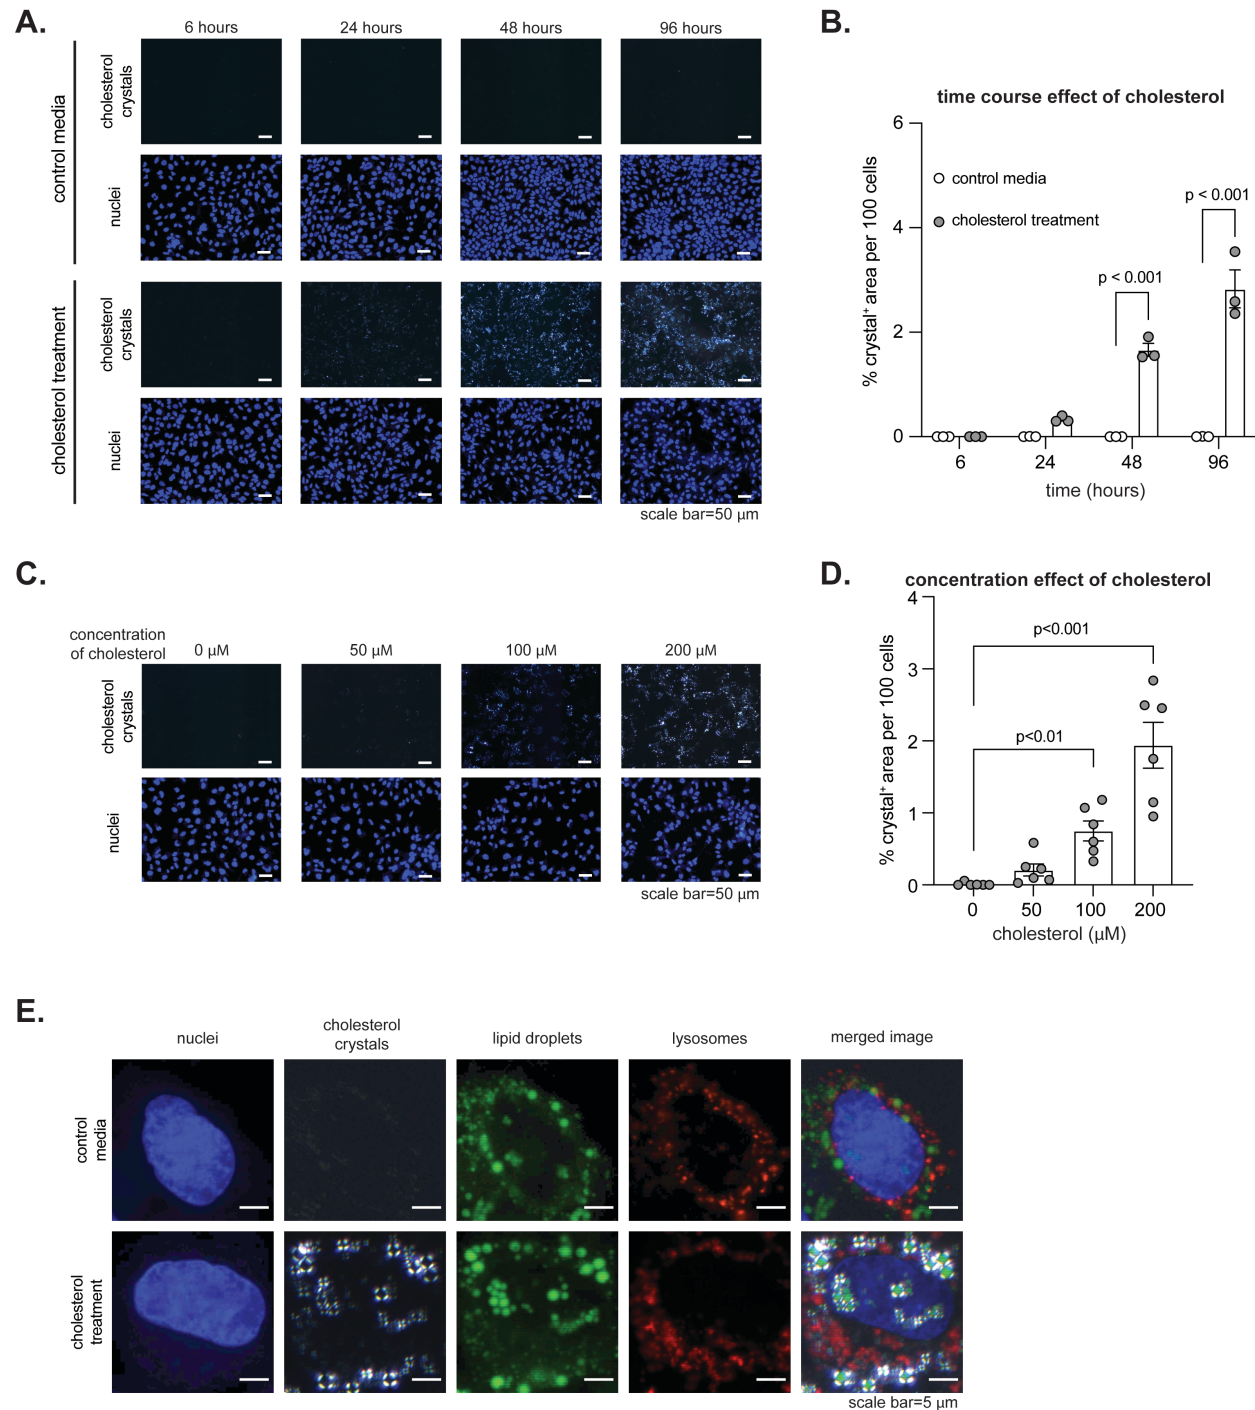 A.
6 hours
24 hours
48 hours
96 hours
control media
cholesterol
crystals
nuclei
cholesterol treatment
cholesterol
crystals
nuclei
scale bar=50 µm
B.
time course effect of cholesterol
% crystal⁺ area per 100 cells
6
4
2
0
control media
cholesterol treatment
p < 0.001
p < 0.001
6
24
48
96
time (hours)
C.
concentration
of cholesterol
0 µM
50 µM
100 µM
200 µM
cholesterol
crystals
nuclei
scale bar=50 µm
D.
concentration effect of cholesterol
% crystal⁺ area per 100 cells
4
3
2
1
0
p<0.001
p<0.01
0
50
100
200
cholesterol (µM)
E.
nuclei
cholesterol
crystals
lipid droplets
lysosomes
merged image
control
media
cholesterol
treatment
scale bar=5 µm